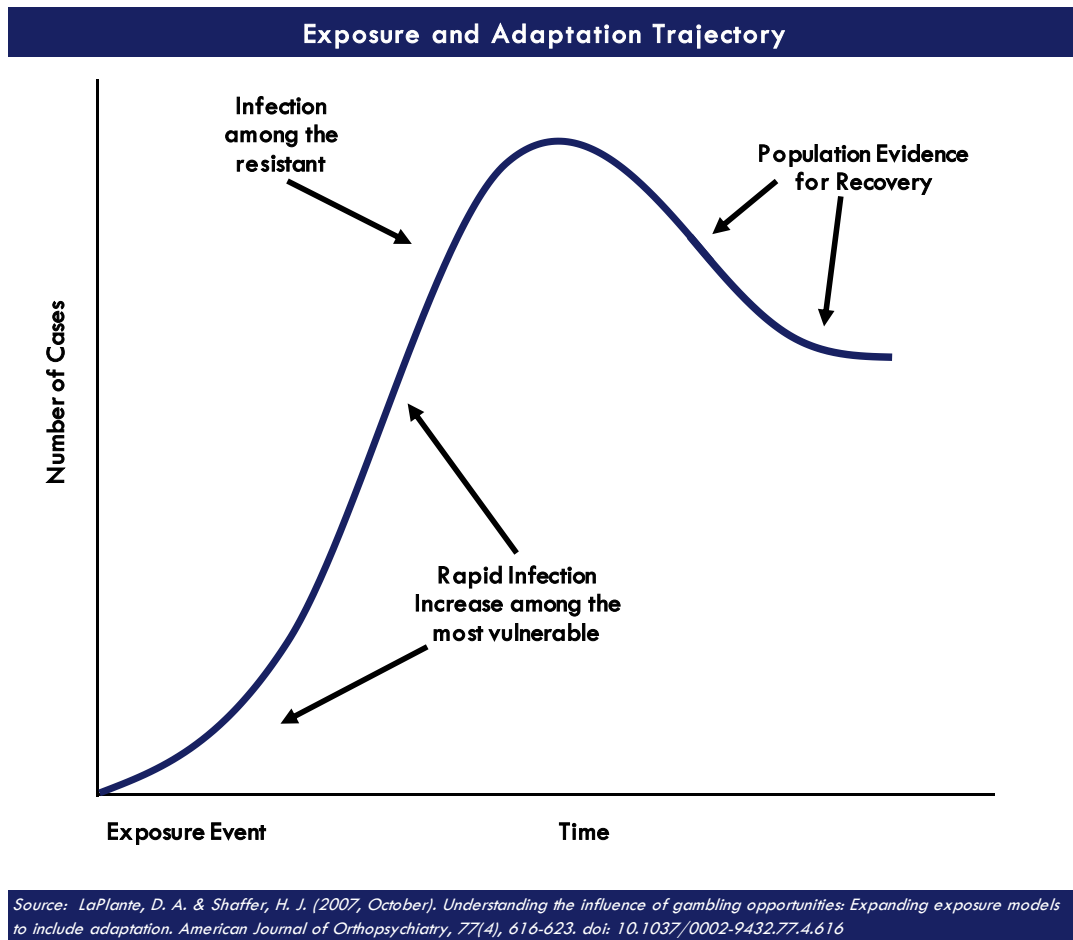 Exposure and Adaptation Trajectory
Infection
among the
resistant
Population Evidence
for Recovery
Number of Cases
Rapid Infection
Increase among the
most vulnerable
Exposure Event
Time
Source: LaPlante, D. A. & Shaffer, H. J. (2007, October). Understanding the influence of gambling opportunities: Expanding exposure models
to include adaptation. American Journal of Orthopsychiatry, 77(4), 616-623. doi: 10.1037/0002-9432.77.4.616